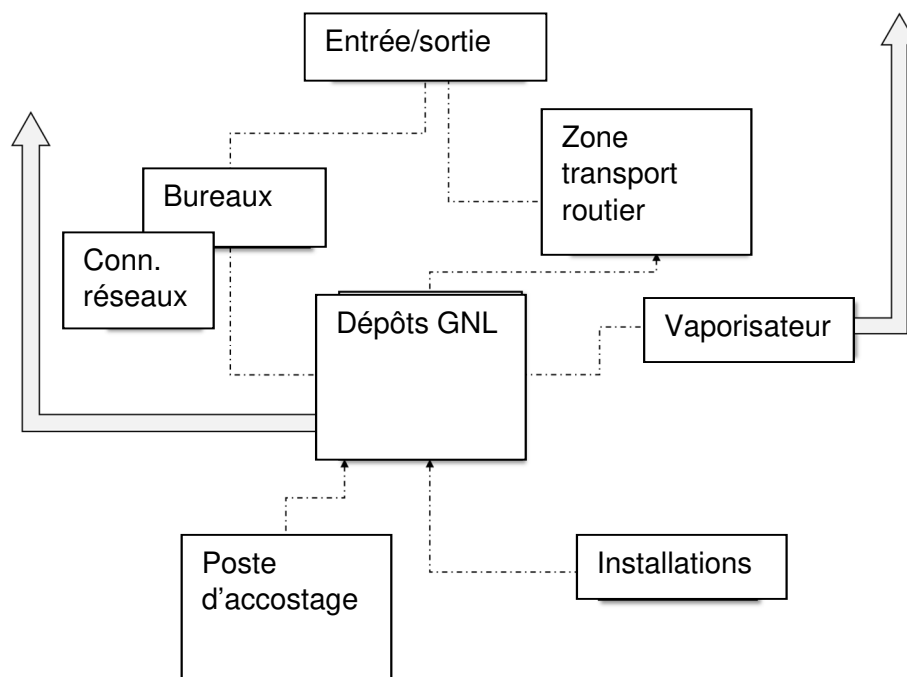 Entrée/sortie
Zone
transport
routier
Bureaux
Conn.
réseaux
Dépôts GNL
Vaporisateur
Poste
d'accostage
Installations